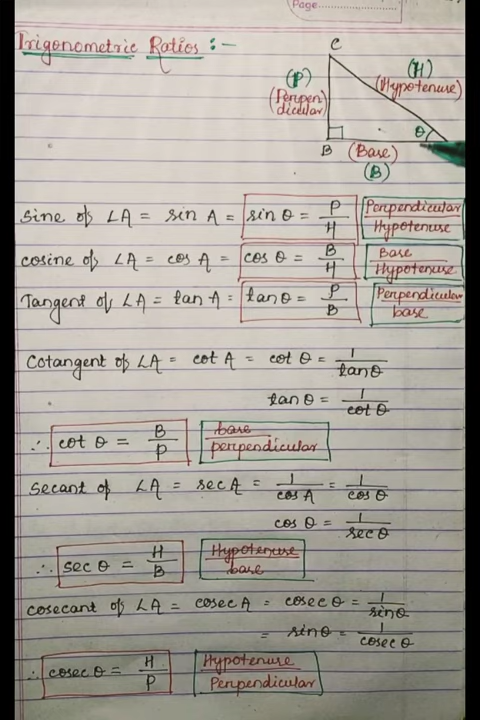 Page..................
Trigonometric Ratios :-
C
(P)
(Perpen
dicular)
(H)
(Hypotenuse)
θ
B
(Base)
(B)
Sine of ∠A = sin A = sin θ = P/H Perpendicular/Hypotenuse
cosine of ∠A = cos A = cos θ = B/H Base/Hypotenuse
Tangent of ∠A = tan A = tan θ = P/B Perpendicular/base
Cotangent of ∠A = cot A = cot θ = 1/tan θ
tan θ = 1/cot θ
∴ cot θ = B/P base/perpendicular
Secant of ∠A = sec A = 1/cos A = 1/cos θ
cos θ = 1/sec θ
∴ sec θ = H/B Hypotenuse/base
cosecant of ∠A = cosec A = cosec θ = 1/sin θ
= sin θ = 1/cosec θ
∴ cosec θ = H/P Hypotenuse/Perpendicular